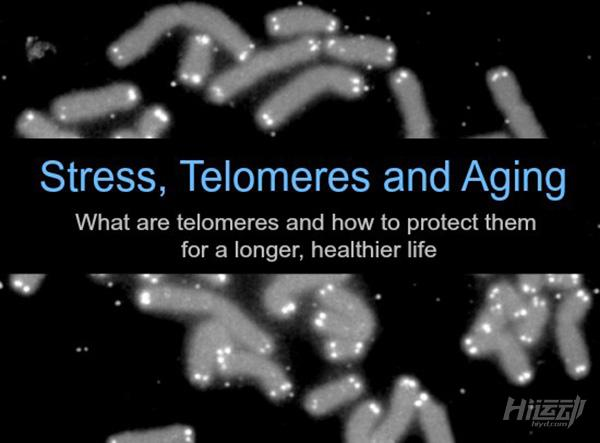 Stress, Telomeres and Aging
What are telomeres and how to protect them
for a longer, healthier life
Hi运动
hiyd.com